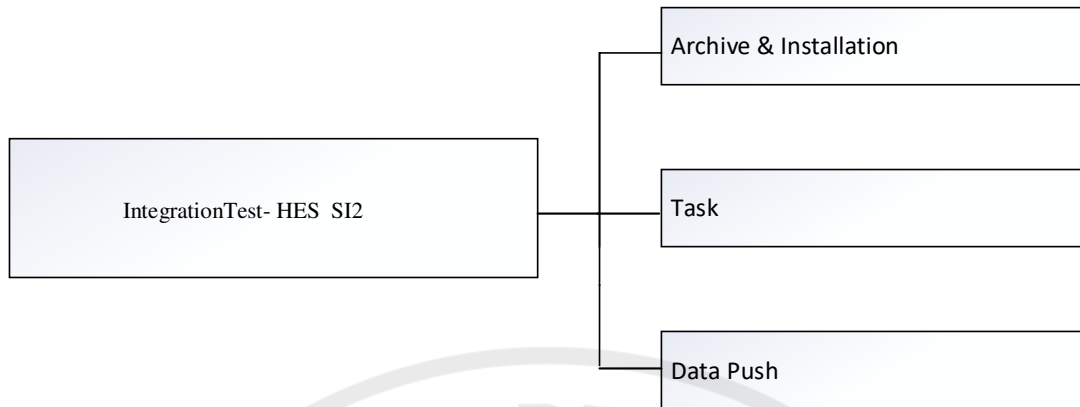 Archive & Installation
IntegrationTest- HES SI2
Task
Data Push